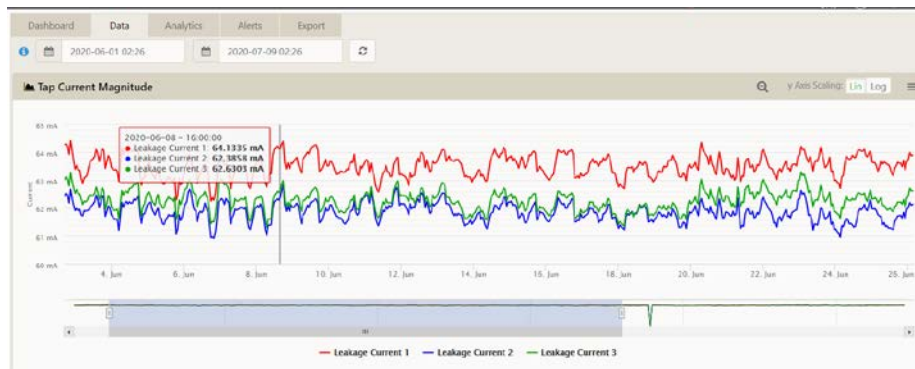 Dashboard Data Analytics Alerts Export
2020-06-01 02:26 2020-07-09 02:26
Tap Current Magnitude y Axis Scaling: Lin Log
65 mA
2020-06-08 - 16:00:00
Leakage Current 1: 64.1335 mA
64 mA
Leakage Current 2: 62.3858 mA
Leakage Current 3: 62.6303 mA
63 mA
Current
62 mA
61 mA
60 mA
4. Jun 6. Jun 8. Jun 10. Jun 12. Jun 14. Jun 16. Jun 18. Jun 20. Jun 22. Jun 24. Jun 26. Jun
Leakage Current 1 Leakage Current 2 Leakage Current 3